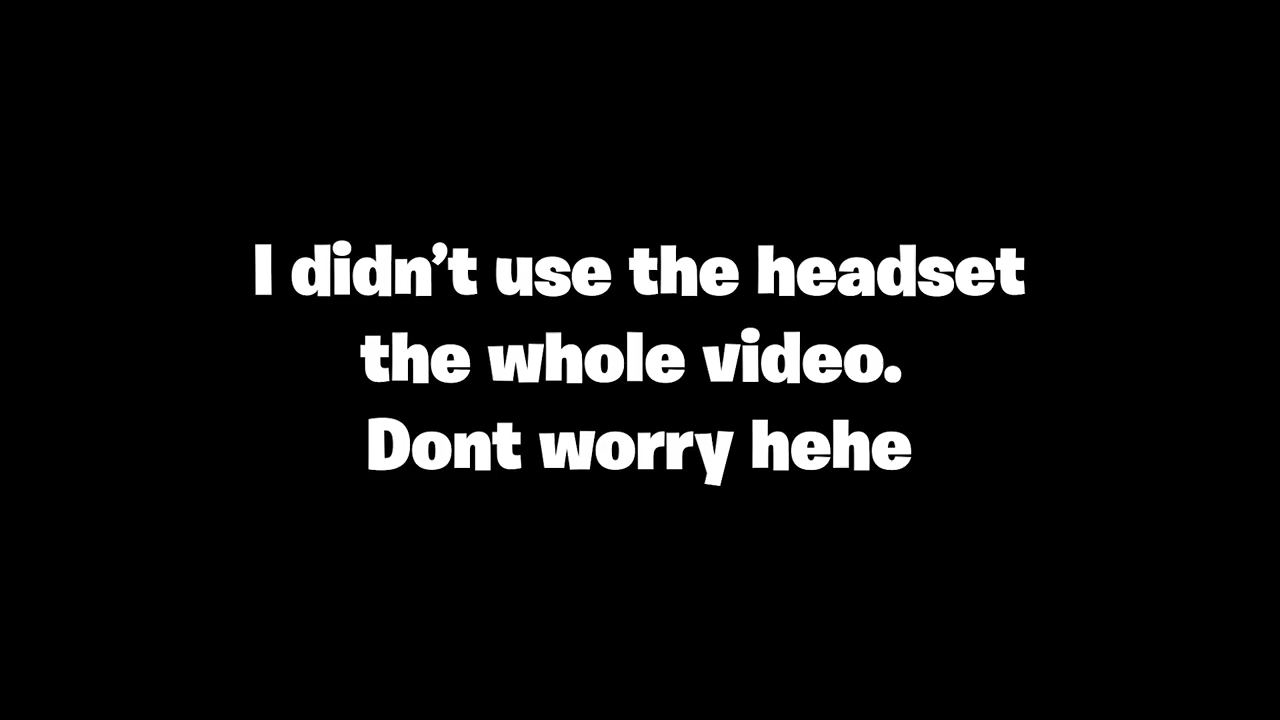 I didn’t use the headset
the whole video.
Dont worry hehe